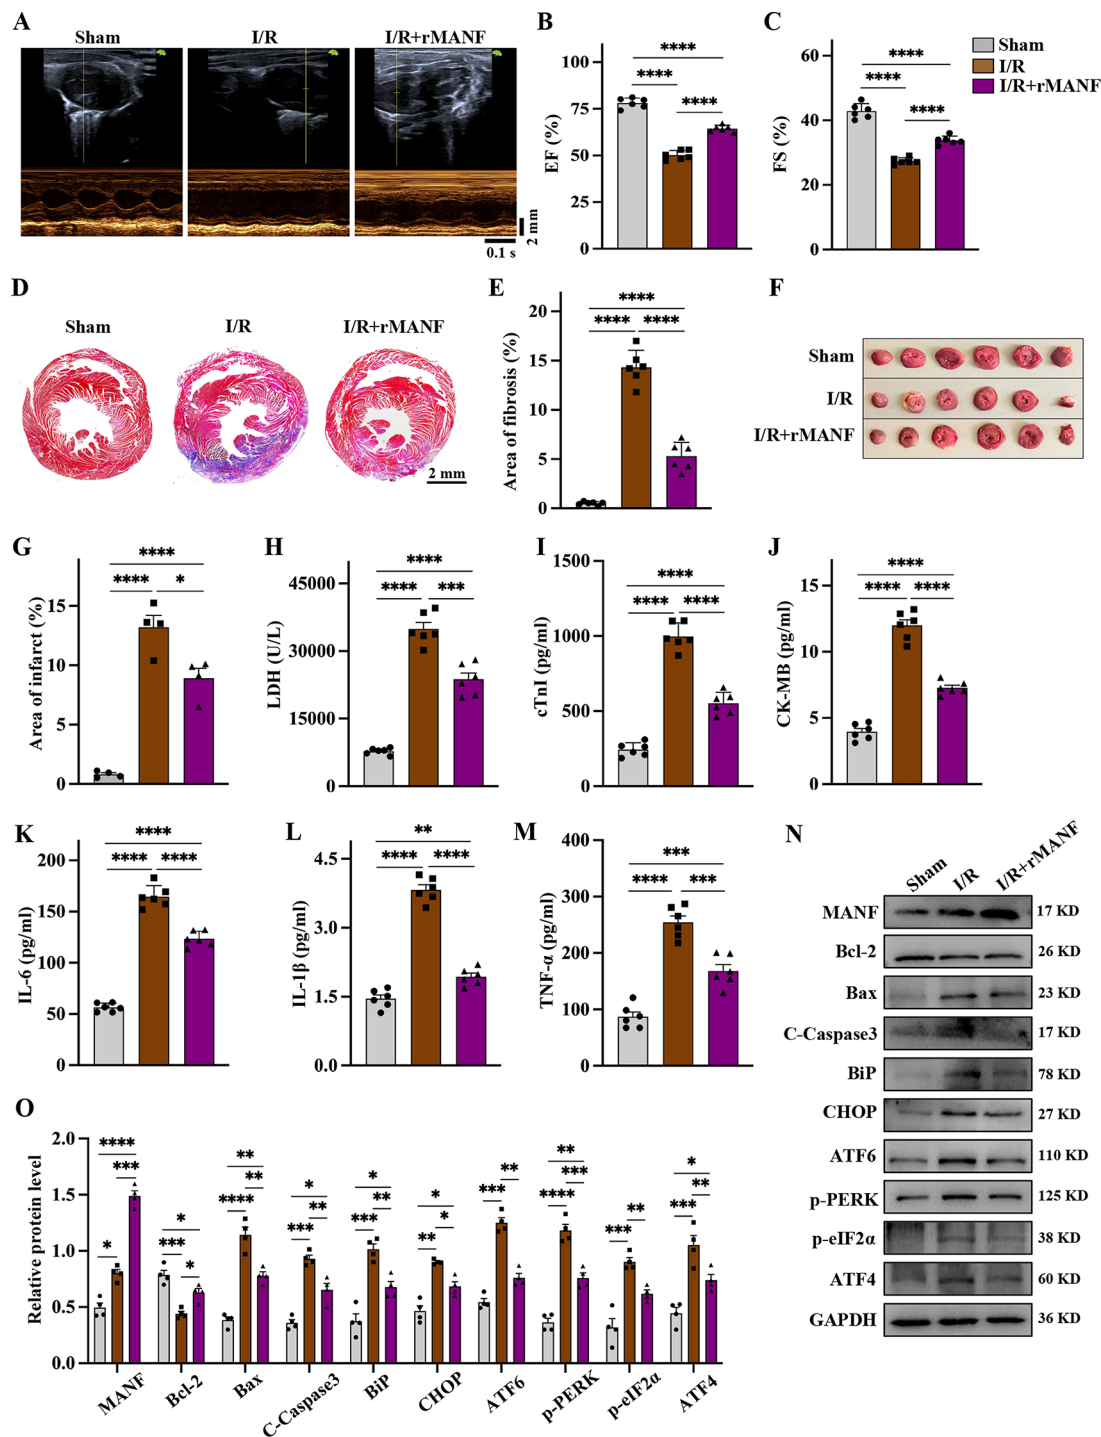 A
Sham
I/R
I/R+rMANF
2 mm
0.1 s
B
****
****
****
EF (%)
100
75
50
25
0
C
****
****
****
FS (%)
60
40
20
0
Sham
I/R
I/R+rMANF
D
Sham
I/R
I/R+rMANF
2 mm
E
****
****
****
Area of fibrosis (%)
20
15
10
5
0
F
Sham
I/R
I/R+rMANF
G
****
****
*
Area of infarct (%)
15
10
5
0
H
****
****
***
LDH (U/L)
45000
30000
15000
0
I
****
****
****
cTnI (pg/ml)
1500
1000
500
0
J
****
****
****
CK-MB (pg/ml)
15
10
5
0
K
****
****
****
IL-6 (pg/ml)
200
150
100
50
0
L
**
****
****
IL-1β (pg/ml)
4.5
3.0
1.5
0.0
M
***
****
***
TNF-α (pg/ml)
400
300
200
100
0
N
Sham
I/R
I/R+rMANF
MANF 17 KD
Bcl-2 26 KD
Bax 23 KD
C-Caspase3 17 KD
BiP 78 KD
CHOP 27 KD
ATF6 110 KD
p-PERK 125 KD
p-eIF2α 38 KD
ATF4 60 KD
GAPDH 36 KD
O
Relative protein level
2.0
1.5
1.0
0.5
0.0
****
***
*
*
***
*
**
**
****
*
**
***
*
**
***
*
*
**
**
***
**
***
****
**
***
*
**
***
MANF
Bcl-2
Bax
C-Caspase3
BiP
CHOP
ATF6
p-PERK
p-eIF2α
ATF4